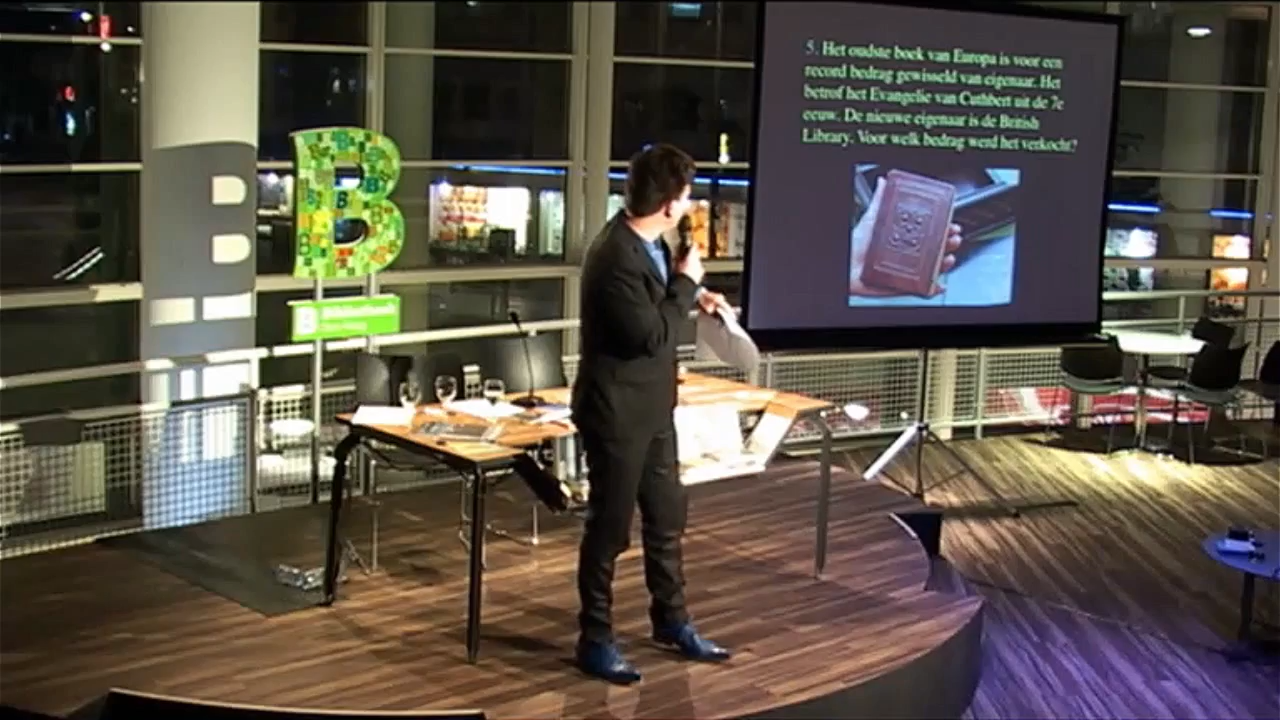 5. Het oudste boek van Europa is voor een
record bedrag gewisseld van eigenaar. Het
betrof het Evangelie van Cuthbert uit de 7e
eeuw. De nieuwe eigenaar is de British
Library. Voor welk bedrag werd het verkocht?
B
B Bibliotheek